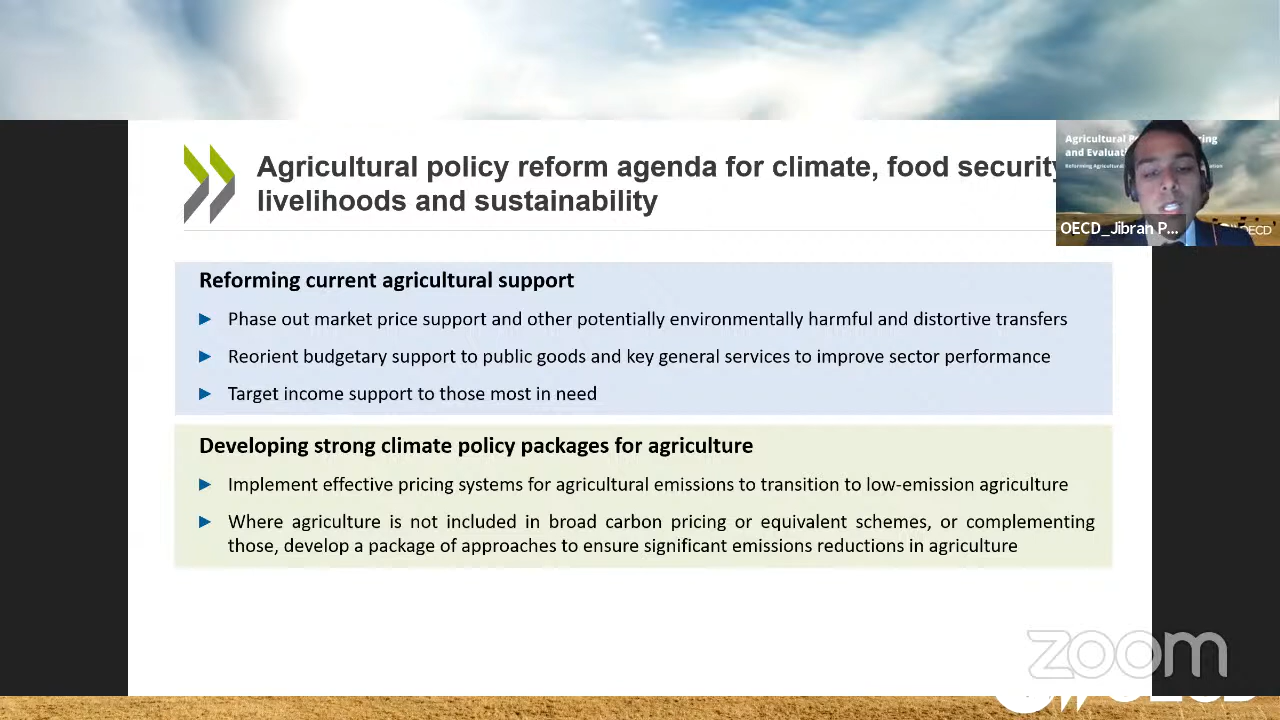 Agricultural policy reform agenda for climate, food security
livelihoods and sustainability
Agricultural
and
OECD_Jibran P...
OECD
Reforming current agricultural support
Phase out market price support and other potentially environmentally harmful and distortive transfers
Reorient budgetary support to public goods and key general services to improve sector performance
Target income support to those most in need
Developing strong climate policy packages for agriculture
Implement effective pricing systems for agricultural emissions to transition to low-emission agriculture
Where agriculture is not included in broad carbon pricing or equivalent schemes, or complementing
those, develop a package of approaches to ensure significant emissions reductions in agriculture
zoom